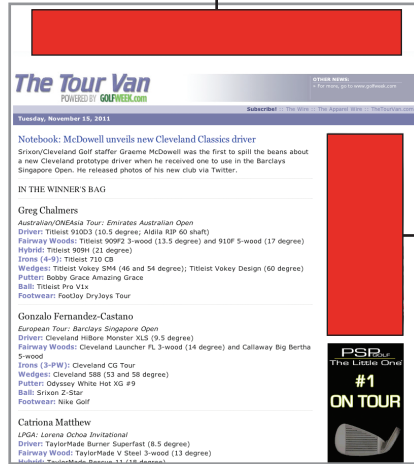 The Tour Van
POWERED BY GOLFWEEK.com
OTHER NEWS:
» For more, go to www.golfweek.com
Subscribe! :: The Wire :: The Apparel Wire :: TheTourVan.com
Tuesday, November 15, 2011
Notebook: McDowell unveils new Cleveland Classics driver
Srixon/Cleveland Golf staffer Graeme McDowell was the first to spill the beans about
a new Cleveland prototype driver when he received one to use in the Barclays
Singapore Open. He released photos of his new club via Twitter.
IN THE WINNER'S BAG
Greg Chalmers
Australian/ONEAsia Tour: Emirates Australian Open
Driver: Titleist 910D3 (10.5 degree; Aldila RIP 60 shaft)
Fairway Woods: Titleist 909F2 3-wood (13.5 degree) and 910F 5-wood (17 degree)
Hybrid: Titleist 909H (21 degree)
Irons (4-9): Titleist 710 CB
Wedges: Titleist Vokey SM4 (46 and 54 degree); Titleist Vokey Design (60 degree)
Putter: Bobby Grace Amazing Grace
Ball: Titleist Pro V1x
Footwear: FootJoy DryJoys Tour
Gonzalo Fernandez-Castano
European Tour: Barclays Singapore Open
Driver: Cleveland HiBore Monster XLS (9.5 degree)
Fairway Woods: Cleveland Launcher FL 3-wood (14 degree) and Callaway Big Bertha
5-wood
Irons (3-PW): Cleveland CG Tour
Wedges: Cleveland 588 (53 and 58 degree)
Putter: Odyssey White Hot XG #9
Ball: Srixon Z-Star
Footwear: Nike Golf
Catriona Matthew
LPGA: Lorena Ochoa Invitational
Driver: TaylorMade Burner Superfast (8.5 degree)
Fairway Wood: TaylorMade V Steel 3-wood (13 degree)
Hybrid: TaylorMade Rescue 11 (18 degree)
PSP GOLF
The Little One
#1
ON TOUR